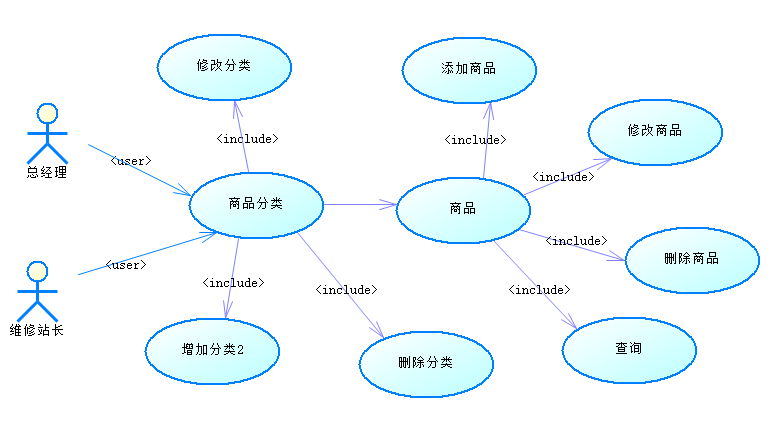 修改分类
添加商品
修改商品
<include>
<include>
<user>
总经理
<include>
商品分类
商品
<include>
删除商品
<user>
维修站长
<include>
<include>
<include>
增加分类2
删除分类
查询